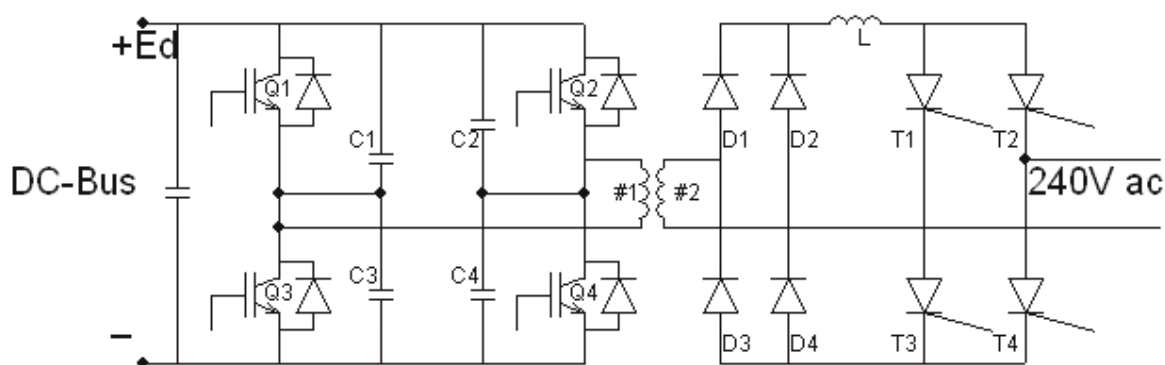 +Ed
Q1
Q2
C1
C2
L
D1
D2
T1
T2
DC-Bus
#1
#2
240V ac
Q3
C3
C4
Q4
–
D3
D4
T3
T4